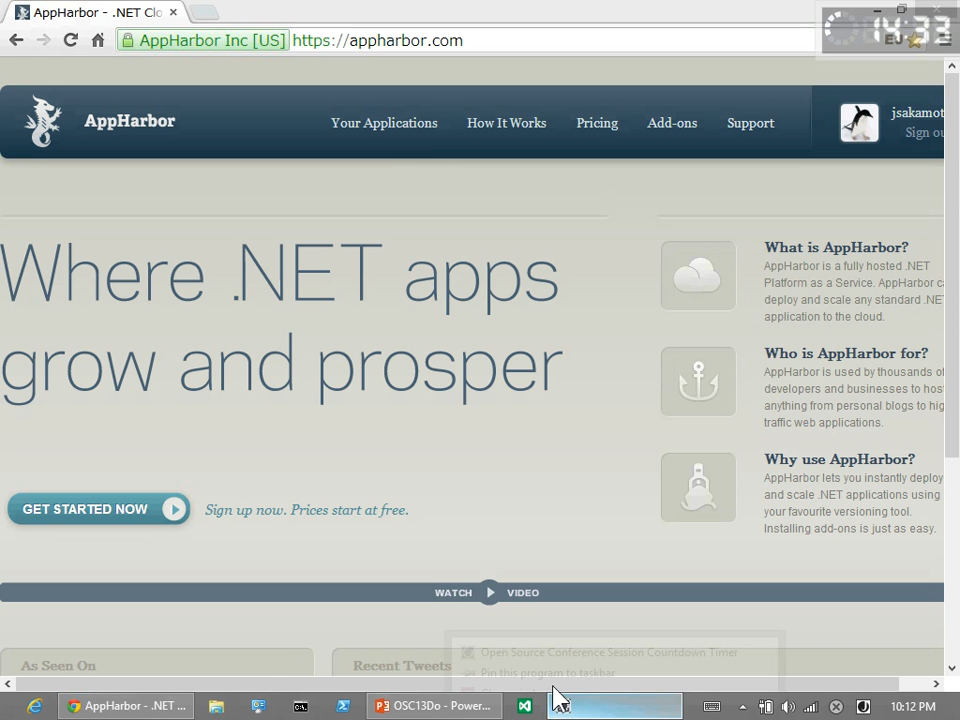 AppHarbor - .NET Clo
14:33
AppHarbor Inc [US] https://appharbor.com
AppHarbor
Your Applications How It Works Pricing Add-ons Support
jsakamot
Sign ou
Where .NET apps
grow and prosper
What is AppHarbor?
AppHarbor is a fully hosted .NET
Platform as a Service. AppHarbor ca
deploy and scale any standard .NET
application to the cloud.
Who is AppHarbor for?
AppHarbor is used by thousands of
developers and businesses to hos
anything from personal blogs to hig
traffic web applications.
Why use AppHarbor?
AppHarbor lets you instantly deploy
and scale .NET applications using
your favourite versioning tool.
Installing add-ons is just as easy.
GET STARTED NOW
Sign up now. Prices start at free.
WATCH VIDEO
As Seen On
Recent Tweets
Open Source Conference Session Countdown Timer
Pin this program to taskbar
AppHarbor - .NET ...
OSC13Do - Power...
10:12 PM